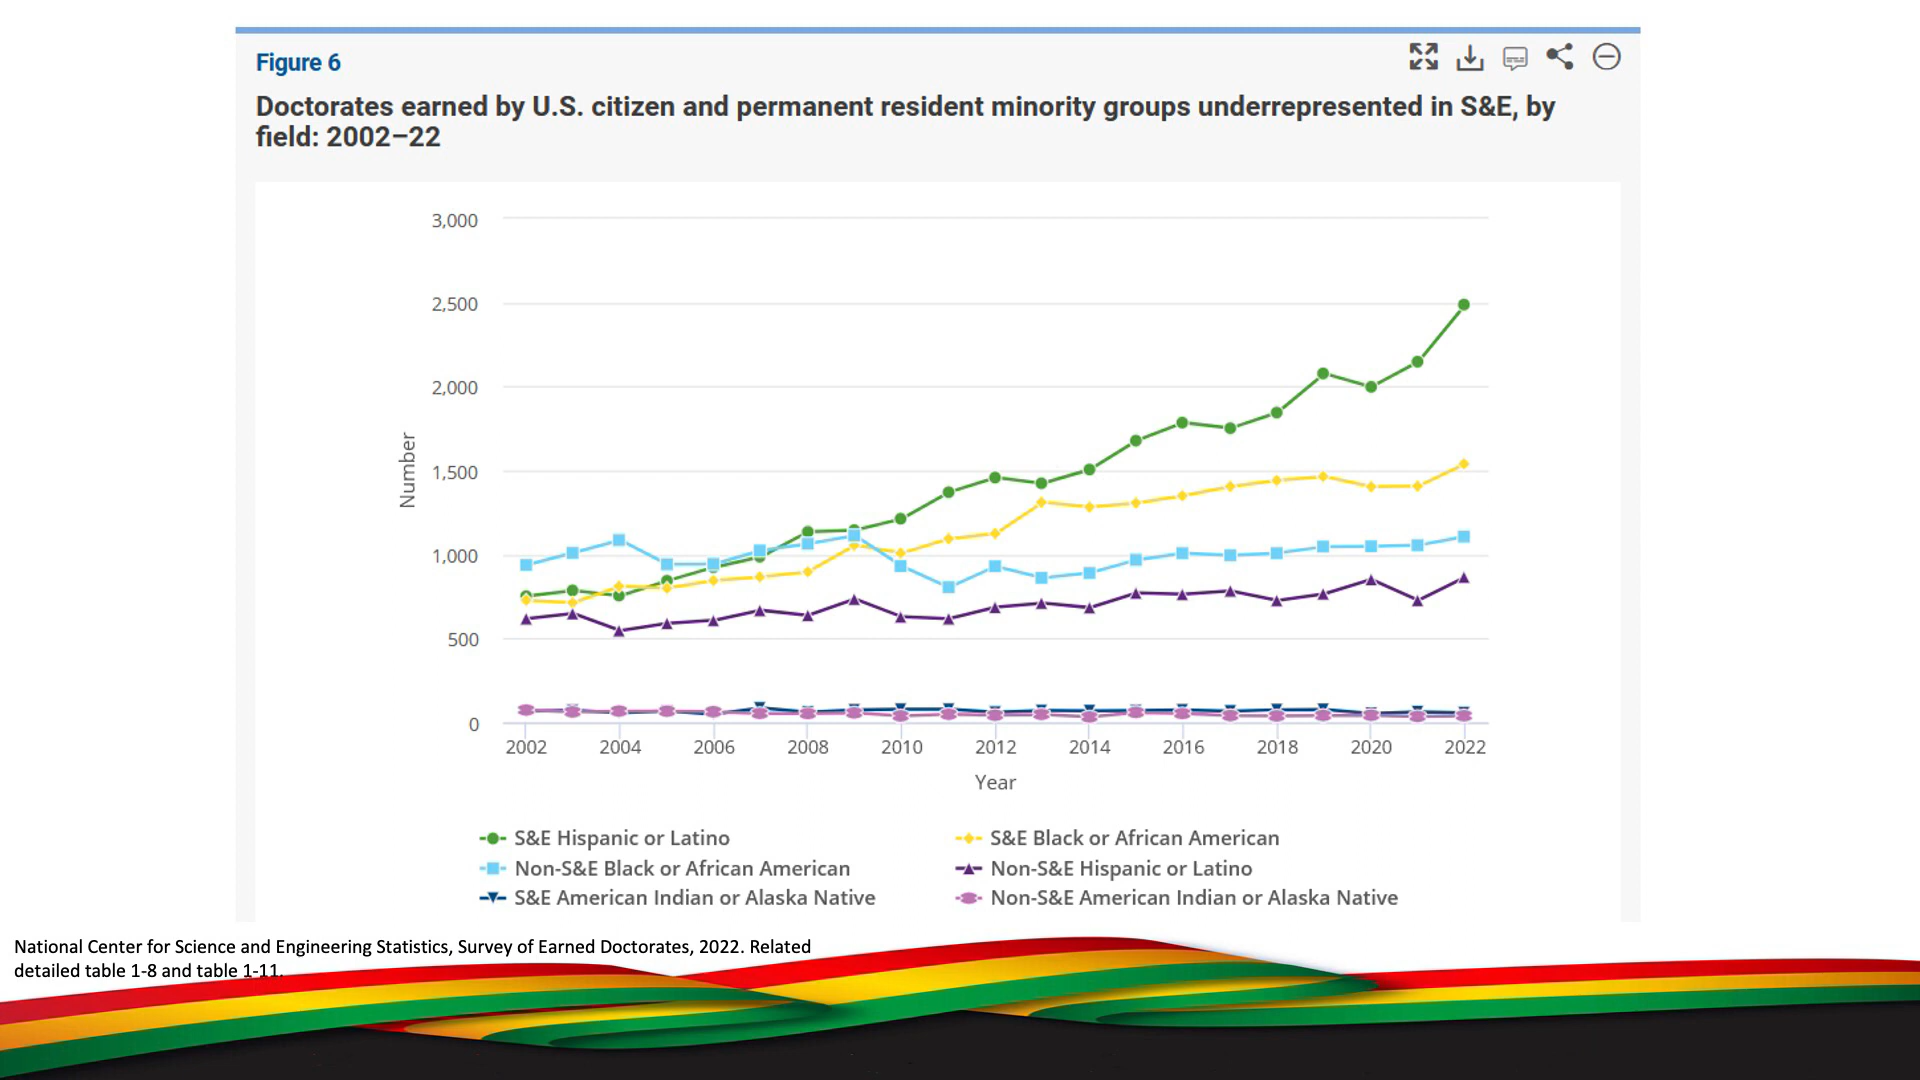 Figure 6
Doctorates earned by U.S. citizen and permanent resident minority groups underrepresented in S&E, by
field: 2002–22
3,000
2,500
2,000
1,500
1,000
500
0
Number
2002 2004 2006 2008 2010 2012 2014 2016 2018 2020 2022
Year
S&E Hispanic or Latino
S&E Black or African American
Non-S&E Black or African American
Non-S&E Hispanic or Latino
S&E American Indian or Alaska Native
Non-S&E American Indian or Alaska Native
National Center for Science and Engineering Statistics, Survey of Earned Doctorates, 2022. Related
detailed table 1-8 and table 1-11.